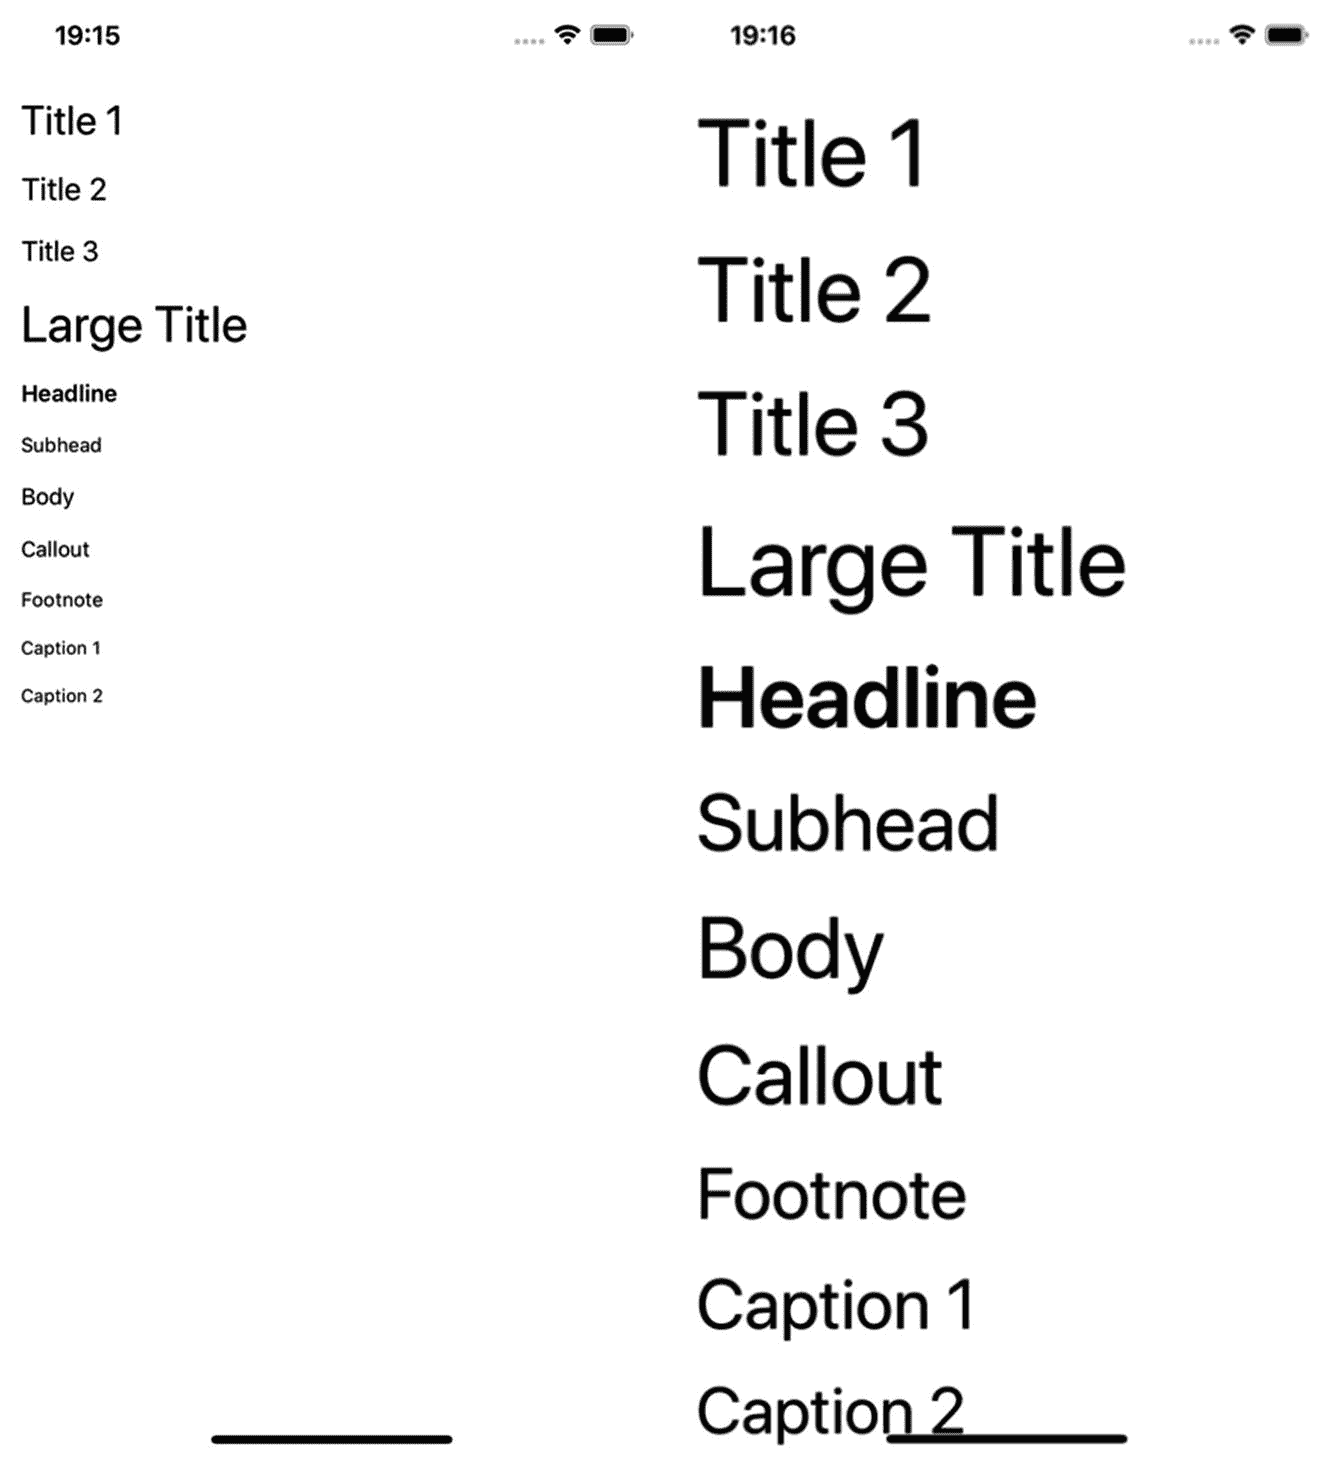 19:15
Title 1
Title 2
Title 3
Large Title
Headline
Subhead
Body
Callout
Footnote
Caption 1
Caption 2
19:16
Title 1
Title 2
Title 3
Large Title
Headline
Subhead
Body
Callout
Footnote
Caption 1
Caption 2